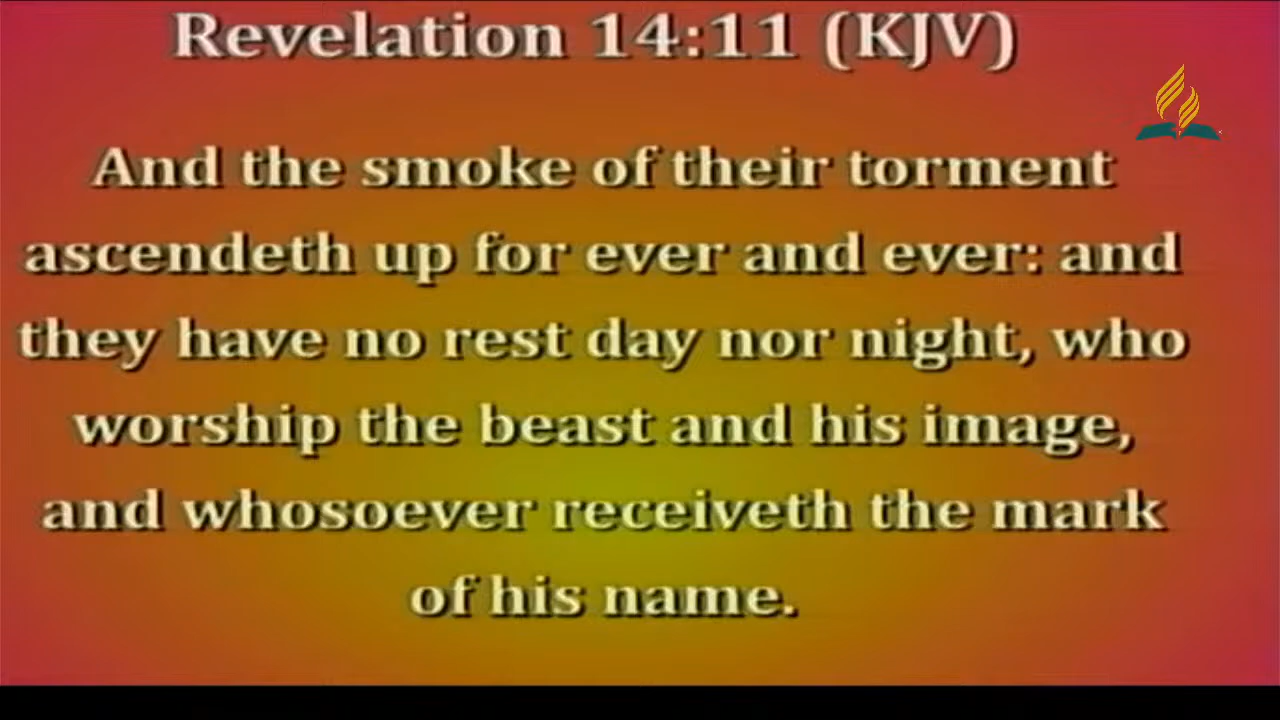 Revelation 14:11 (KJV)
And the smoke of their torment
ascendeth up for ever and ever: and
they have no rest day nor night, who
worship the beast and his image,
and whosoever receiveth the mark
of his name.